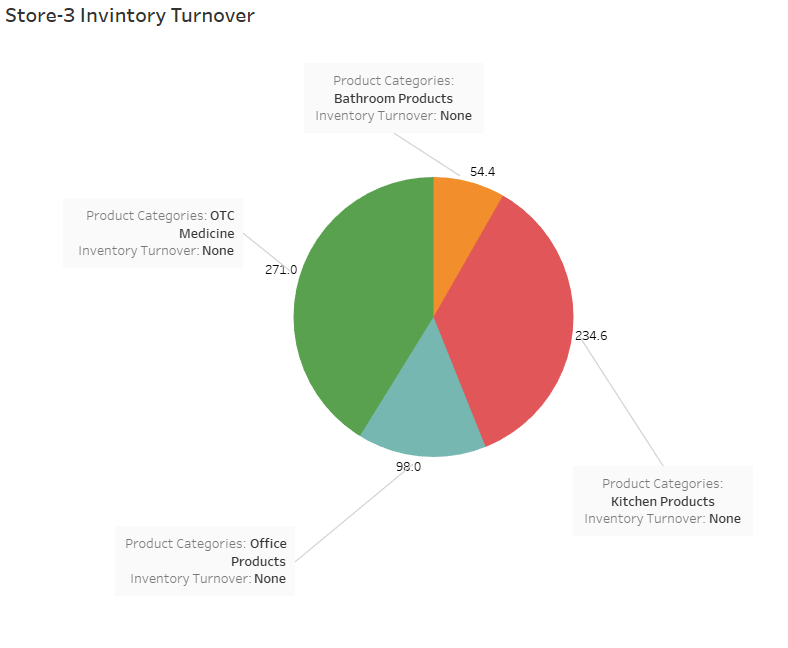 Store-3 Invintory Turnover
Product Categories:
Bathroom Products
Inventory Turnover: None
54.4
Product Categories: OTC
Medicine
Inventory Turnover: None
271.0
234.6
98.0
Product Categories:
Kitchen Products
Inventory Turnover: None
Product Categories: Office
Products
Inventory Turnover: None